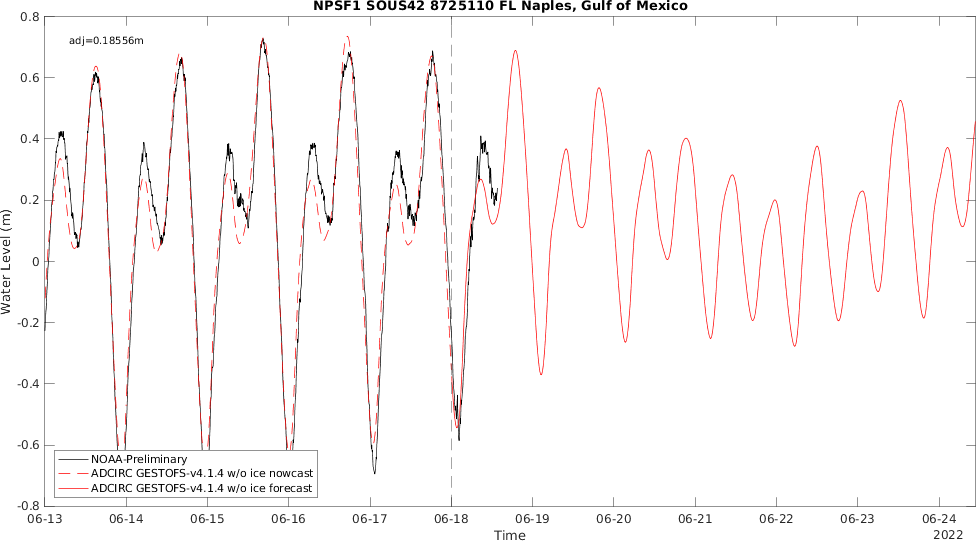 NPSF1 SOUS42 8725110 FL Naples, Gulf of Mexico
adj=0.18556m
0.8
0.6
0.4
0.2
0
-0.2
-0.4
-0.6
-0.8
Water Level (m)
NOAA-Preliminary
ADCIRC GESTOFS-v4.1.4 w/o ice nowcast
ADCIRC GESTOFS-v4.1.4 w/o ice forecast
06-13 06-14 06-15 06-16 06-17 06-18 06-19 06-20 06-21 06-22 06-23 06-24
Time
2022